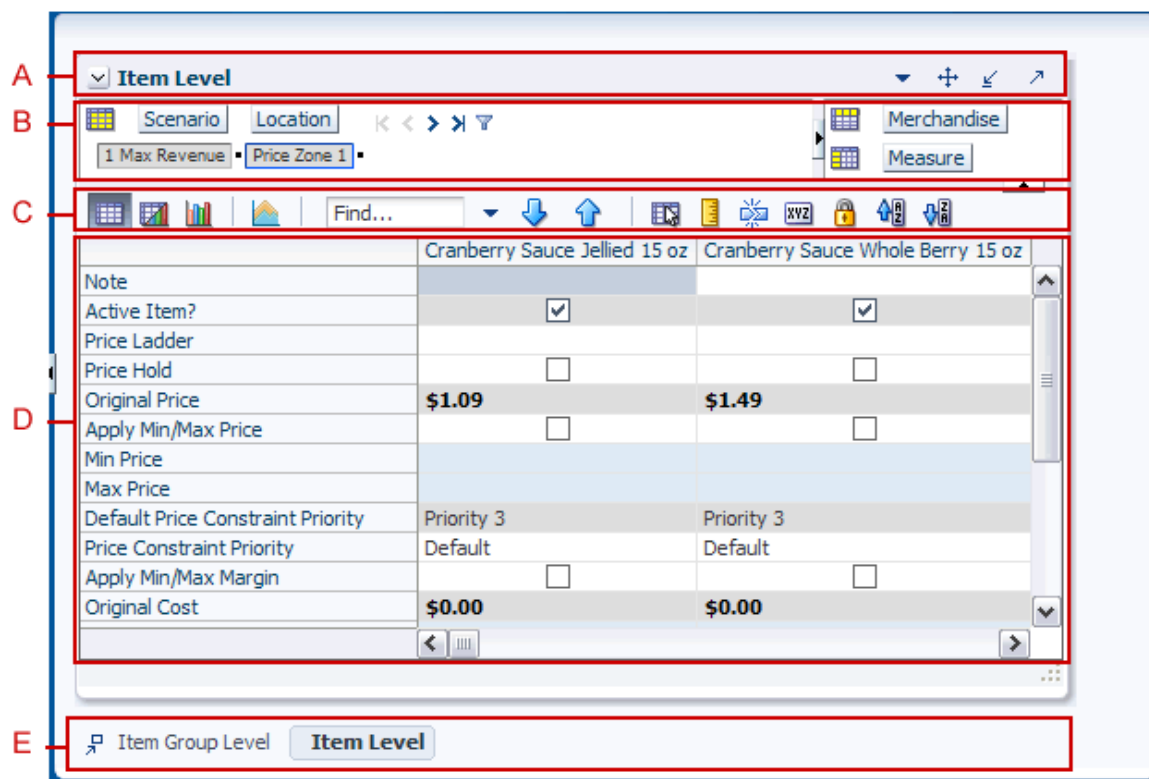 A
Item Level
B
Scenario Location
Merchandise
1 Max Revenue Price Zone 1
Measure
C
Find... XYZ A Z Z A
Cranberry Sauce Jellied 15 oz Cranberry Sauce Whole Berry 15 oz
Note
Active Item?
Price Ladder
Price Hold
Original Price $1.09 $1.49
D
Apply Min/Max Price
Min Price
Max Price
Default Price Constraint Priority Priority 3 Priority 3
Price Constraint Priority Default Default
Apply Min/Max Margin
Original Cost $0.00 $0.00
E
Item Group Level Item Level